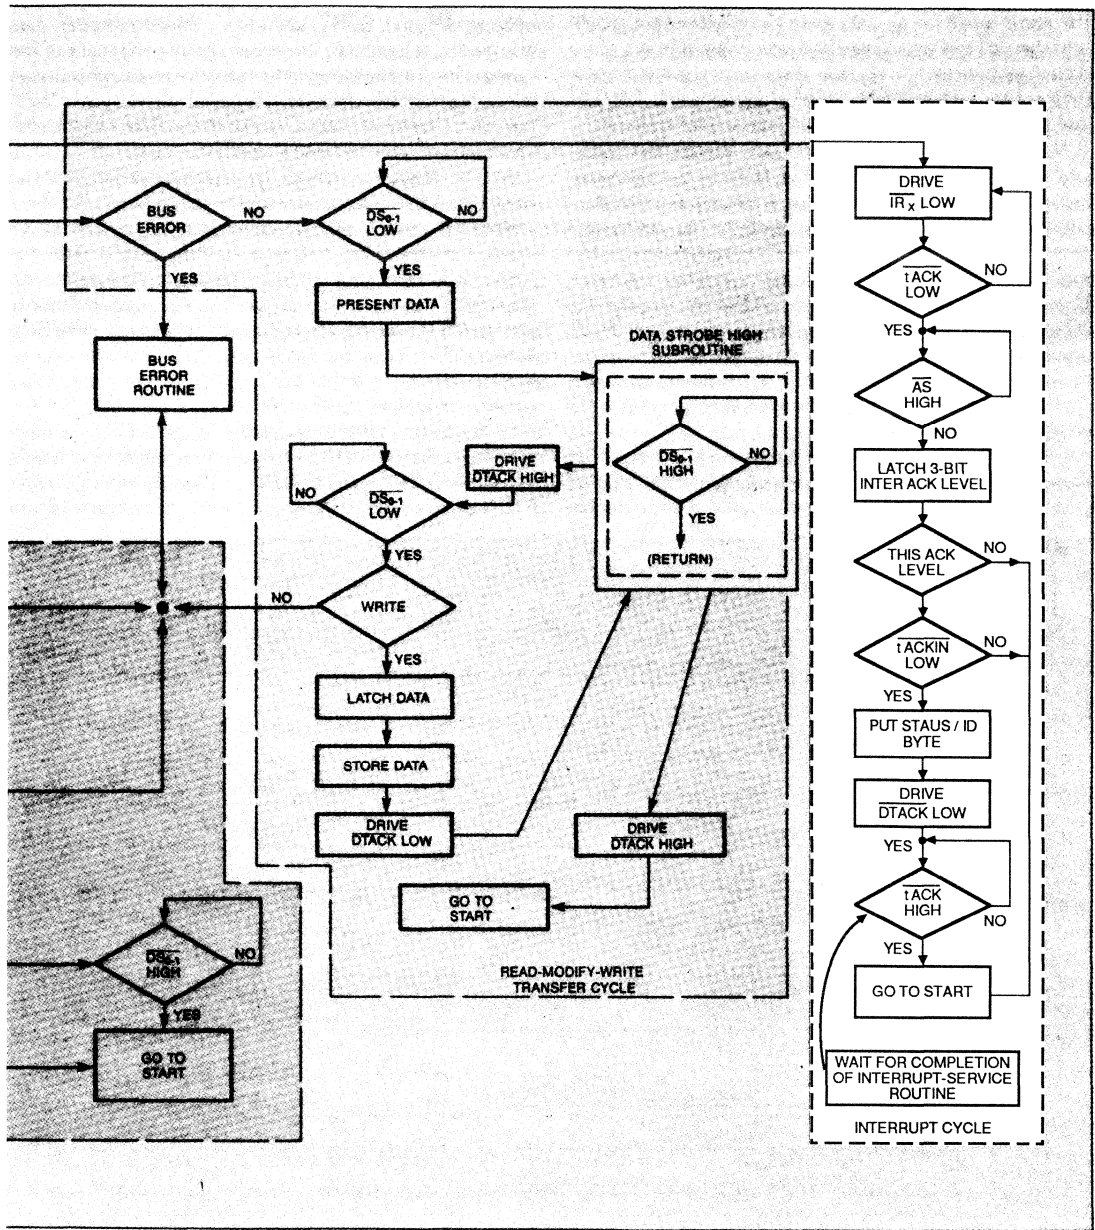 BUS
ERROR
NO
YES
DS0-1
LOW
NO
YES
PRESENT DATA
BUS
ERROR
ROUTINE
DATA STROBE HIGH
SUBROUTINE
DS0-1
HIGH
NO
YES
(RETURN)
DRIVE
DTACK HIGH
DS0-1
LOW
NO
YES
WRITE
NO
YES
LATCH DATA
STORE DATA
DRIVE
DTACK LOW
DRIVE
DTACK HIGH
GO TO
START
READ-MODIFY-WRITE
TRANSFER CYCLE
DS0-1
HIGH
NO
YES
GO TO
START
DRIVE
IRX LOW
tACK
LOW
NO
YES
AS
HIGH
NO
LATCH 3-BIT
INTER ACK LEVEL
THIS ACK
LEVEL
NO
tACKIN
LOW
NO
YES
PUT STAUS / ID
BYTE
DRIVE
DTACK LOW
YES
tACK
HIGH
NO
YES
GO TO START
WAIT FOR COMPLETION
OF INTERRUPT-SERVICE
ROUTINE
INTERRUPT CYCLE